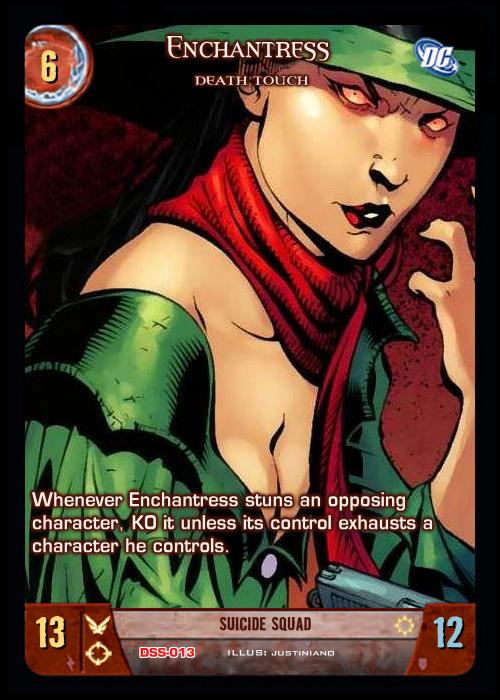 6
Enchantress
DEATH TOUCH
DC
Whenever Enchantress stuns an opposing
character, KO it unless its control exhausts a
character he controls.
13
SUICIDE SQUAD
12
DSS-013
ILLUS: JUSTINIANO